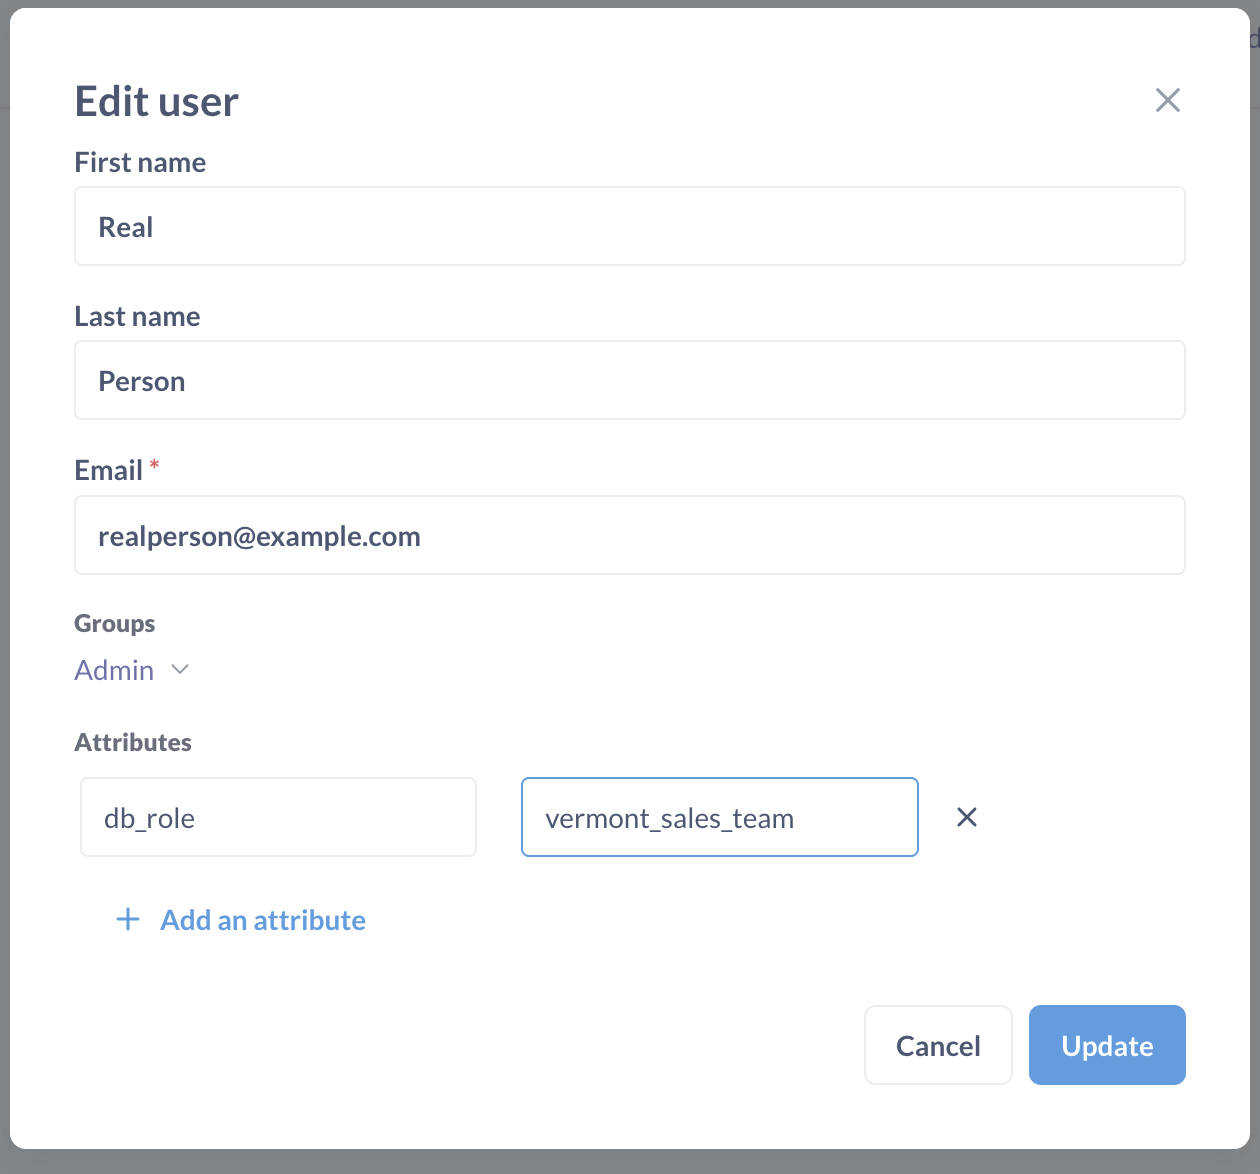 Edit user
First name
Real
Last name
Person
Email *
realperson@example.com
Groups
Admin
Attributes
db_role vermont_sales_team
+ Add an attribute
Cancel Update